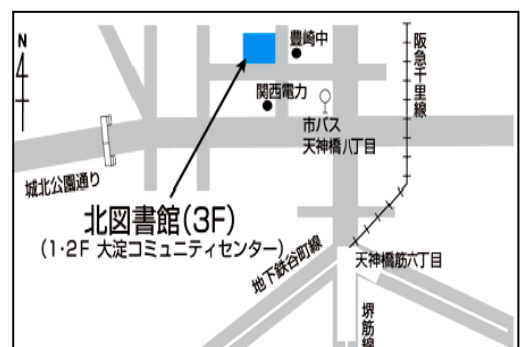 N
豊崎中
阪急千里線
関西電力
市バス
天神橋八丁目
城北公園通り
北図書館(3F)
(1･2F 大淀コミュニティセンター)
地下鉄谷町線
天神橋筋六丁目
堺筋線